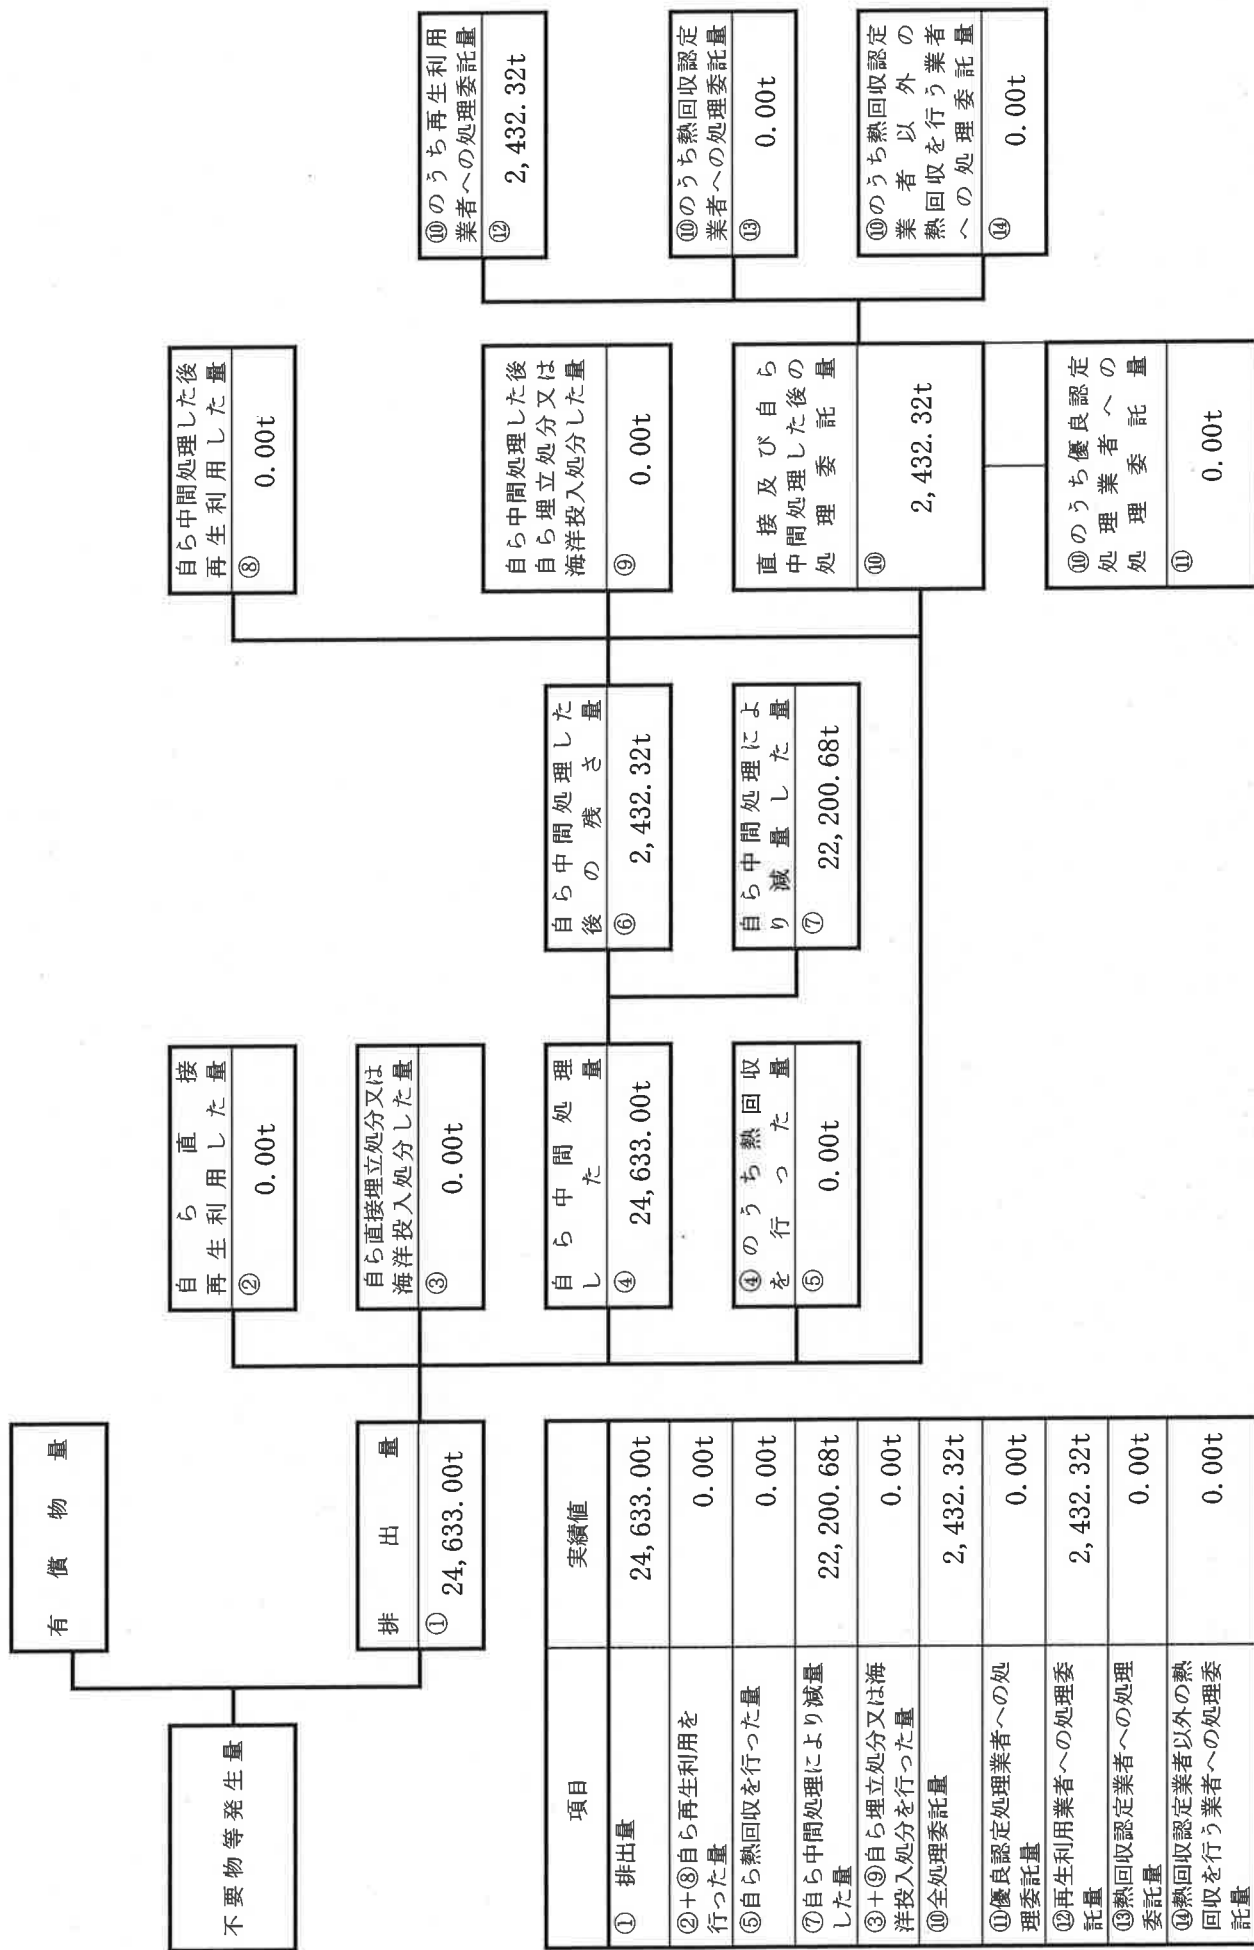 不要物等発生量
有償物量
排出量
① 24,633.00t
自ら直接
再生利用した量
②
0.00t
自ら直接埋立処分又は
海洋投入処分した量
③
0.00t
自ら中間処理
した量
④
24,633.00t
④のうち熱回収
を行った量
⑤
0.00t
自ら中間処理した
後の残さ量
⑥
2,432.32t
自ら中間処理によ
り減量した量
⑦
22,200.68t
自ら中間処理した後
再生利用した量
⑧
0.00t
自ら中間処理した後
自ら埋立処分又は
海洋投入処分した量
⑨
0.00t
直接及び自ら
中間処理した後の
処理委託量
⑩
2,432.32t
⑩のうち優良認定
処理業者への
処理委託量
⑪
0.00t
⑩のうち再生利用
業者への処理委託量
⑫
2,432.32t
⑩のうち熱回収認定
業者への処理委託量
⑬
0.00t
⑩のうち熱回収認定
業者以外の
熱回収を行う業者
への処理委託量
⑭
0.00t
項目
実績値
① 排出量
24,633.00t
②+⑧自ら再生利用を
行った量
0.00t
⑤自ら熱回収を行った量
0.00t
⑦自ら中間処理により減量
した量
22,200.68t
③+⑨自ら埋立処分又は海
洋投入処分を行った量
0.00t
⑩全処理委託量
2,432.32t
⑪優良認定処理業者への処
理委託量
0.00t
⑫再生利用業者への処理委
託量
2,432.32t
⑬熱回収認定業者への処理
委託量
0.00t
⑭熱回収認定業者以外の熱
回収を行う業者への処理委
託量
0.00t